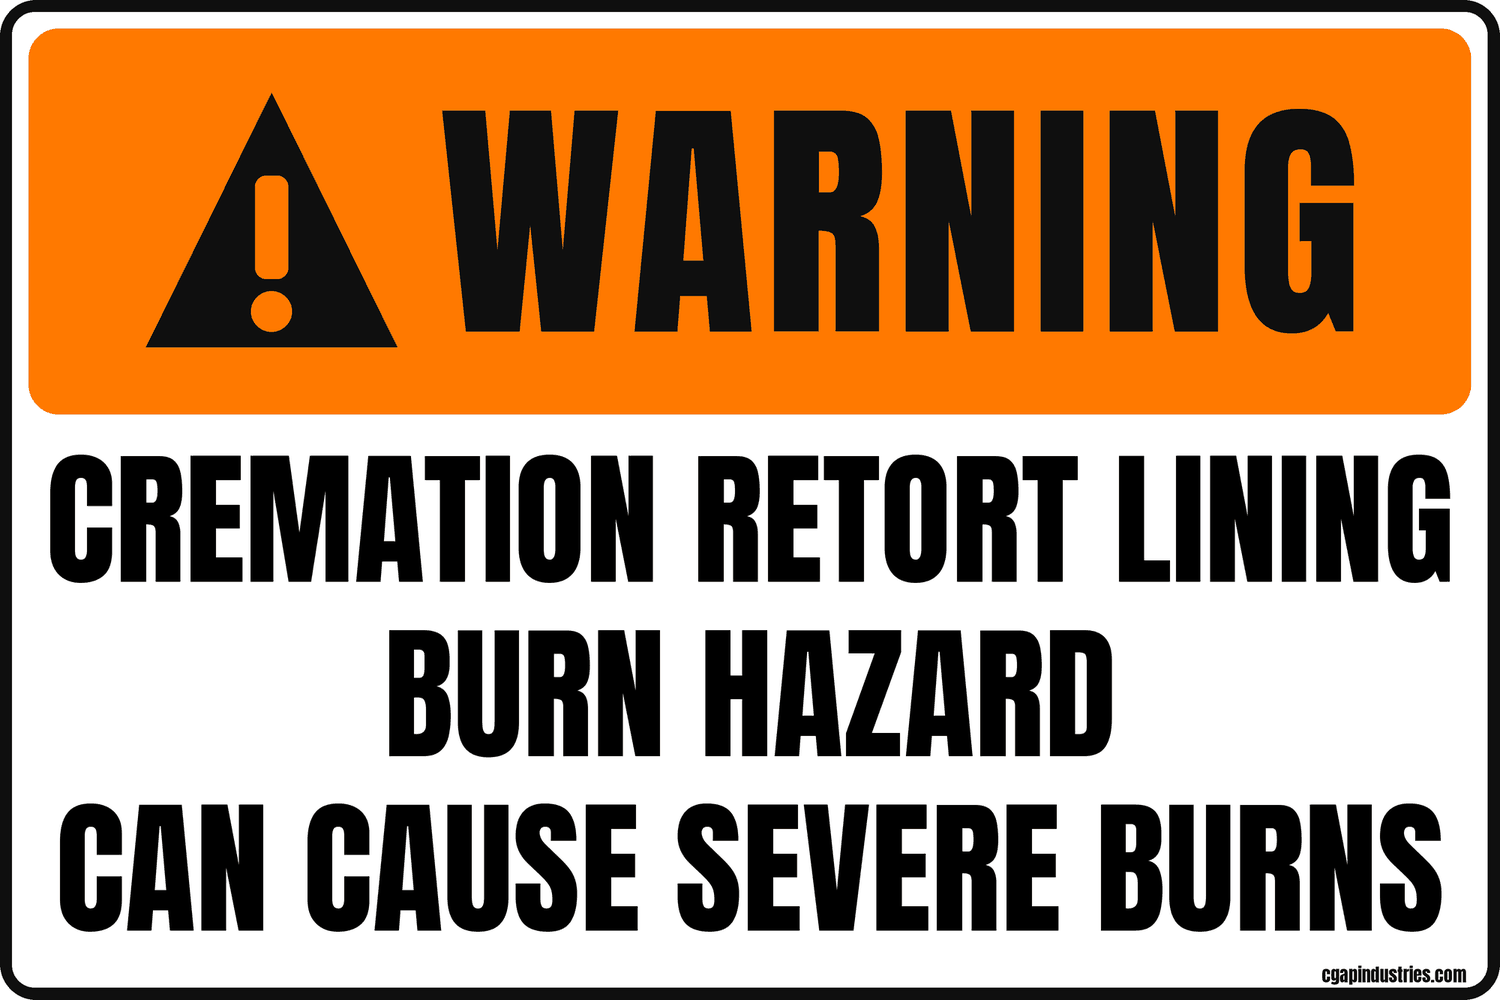 WARNING
CREMATION RETORT LINING
BURN HAZARD
CAN CAUSE SEVERE BURNS
cgapindustries.com